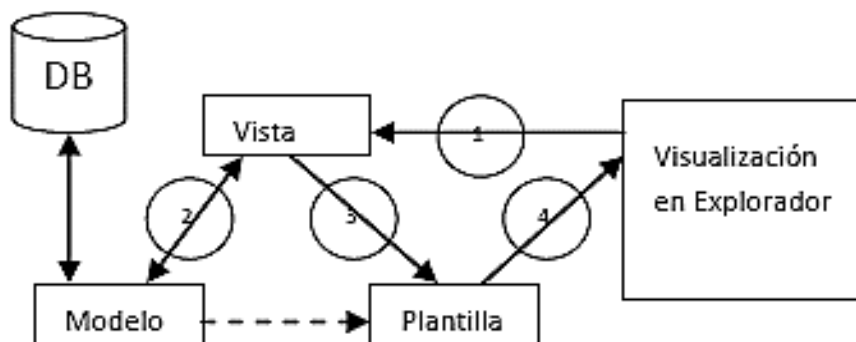 DB
Vista
1
Visualización
en Explorador
2
3
4
Modelo
Plantilla